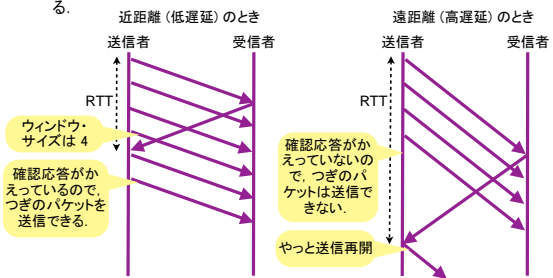 る．
近距離（低遅延）のとき
送信者
受信者
RTT
ウィンドウ・
サイズは 4
確認応答がか
えっているので，
つぎのパケットを
送信できる．
遠距離（高遅延）のとき
送信者
受信者
RTT
確認応答がか
えっていないの
で，つぎのパ
ケットは送信で
きない．
やっと送信再開